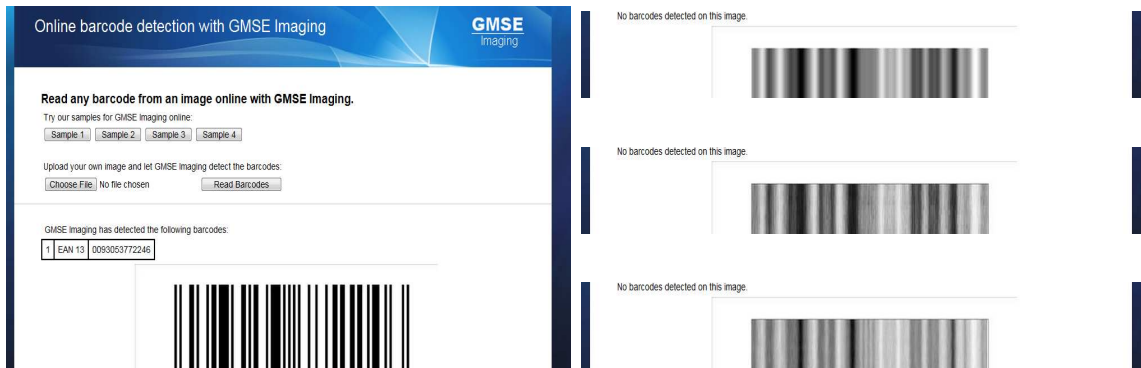 Online barcode detection with GMSE Imaging
GMSE
Imaging
Read any barcode from an image online with GMSE Imaging.
Try our samples for GMSE Imaging online:
Sample 1 Sample 2 Sample 3 Sample 4
Upload your own image and let GMSE Imaging detect the barcodes:
Choose File No file chosen Read Barcodes
GMSE Imaging has detected the following barcodes:
1 EAN 13 0093053772246
No barcodes detected on this image.
No barcodes detected on this image.
No barcodes detected on this image.